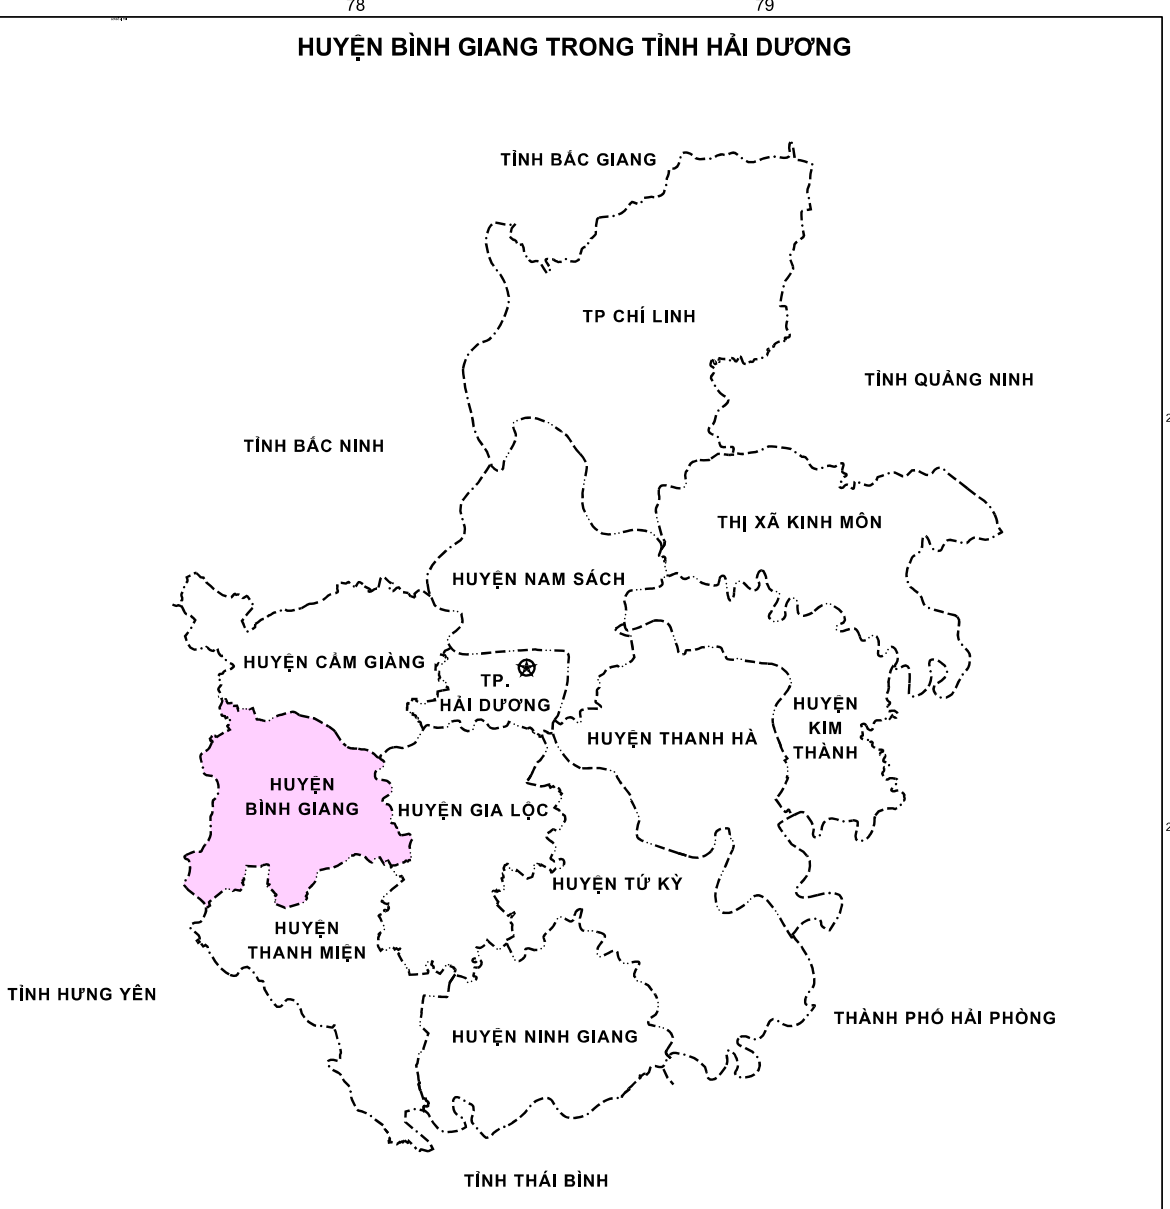 78
79
HUYỆN BÌNH GIANG TRONG TỈNH HẢI DƯƠNG
TỈNH BẮC GIANG
TP CHÍ LINH
TỈNH QUẢNG NINH
2
TỈNH BẮC NINH
THỊ XÃ KINH MÔN
HUYỆN NAM SÁCH
HUYỆN CẨM GIÀNG
TP.
HẢI DƯƠNG
HUYỆN
KIM
THÀNH
HUYỆN THANH HÀ
HUYỆN
BÌNH GIANG
HUYỆN GIA LỘC
2
HUYỆN TỨ KỲ
HUYỆN
THANH MIỆN
TỈNH HƯNG YÊN
THÀNH PHỐ HẢI PHÒNG
HUYỆN NINH GIANG
TỈNH THÁI BÌNH